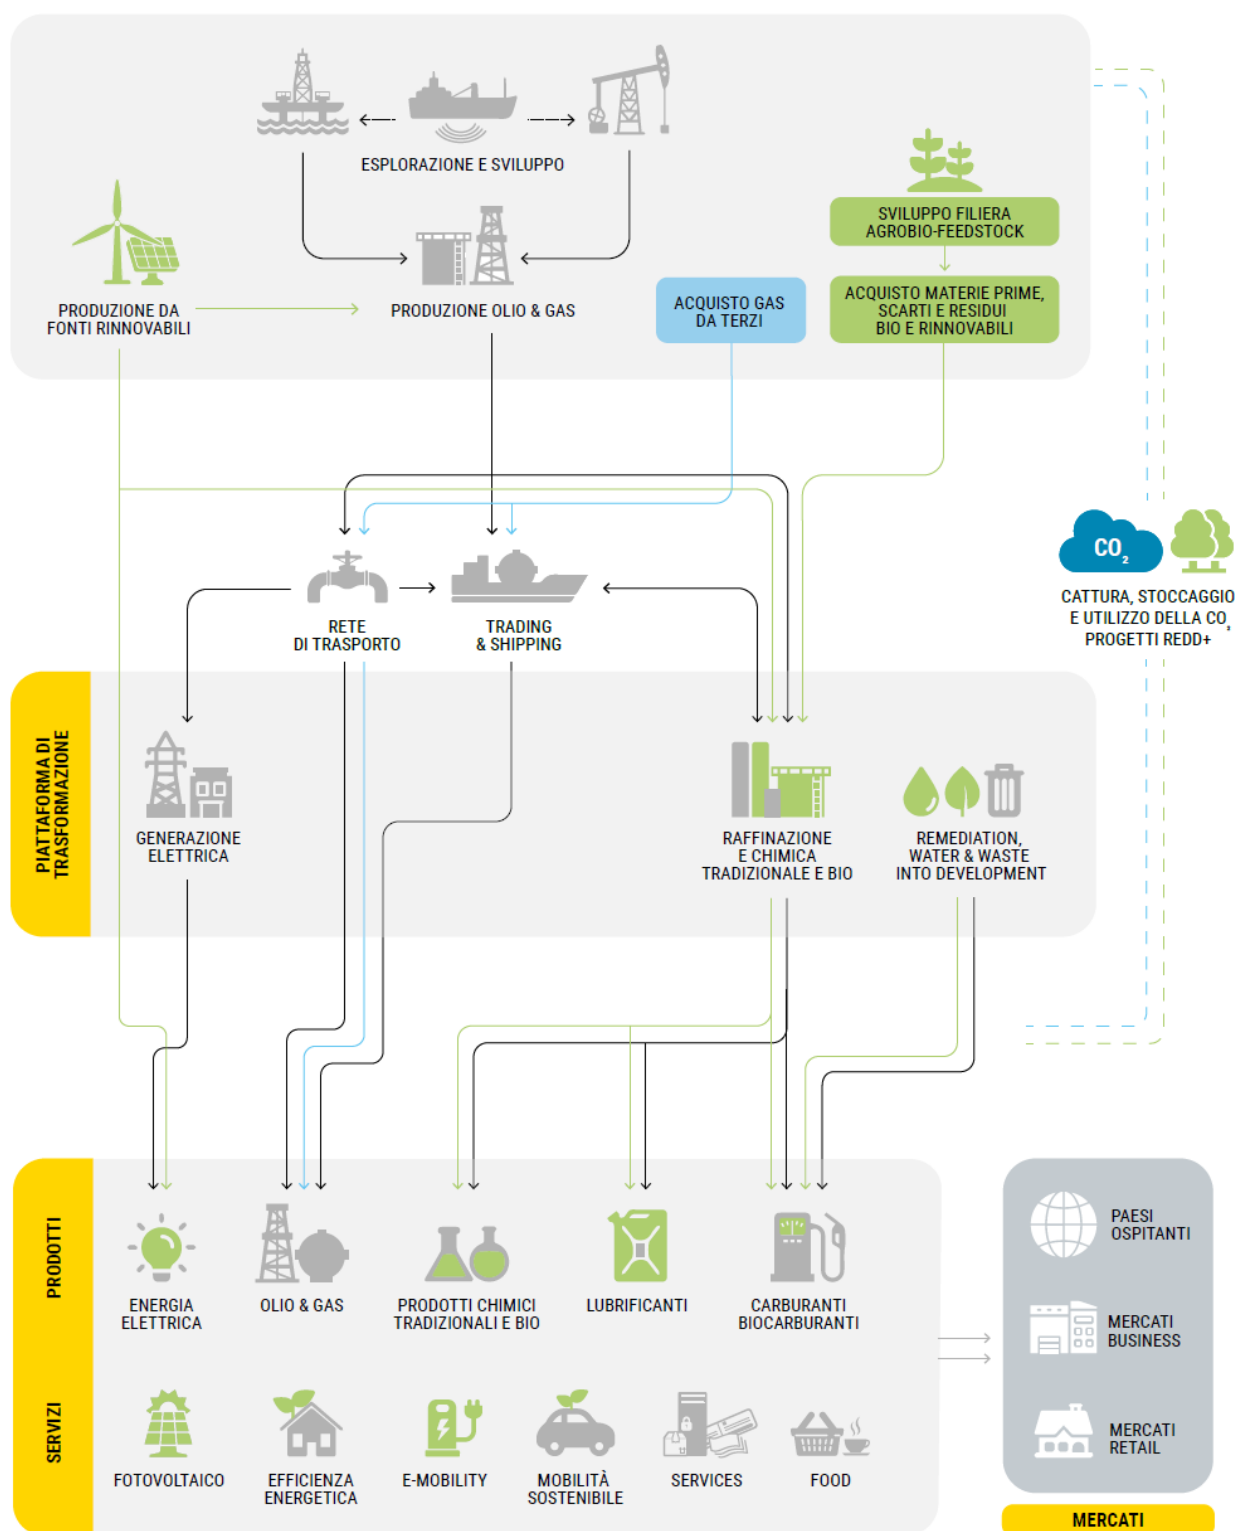 ESPLORAZIONE E SVILUPPO
SVILUPPO FILIERA
AGROBIO-FEEDSTOCK
PRODUZIONE DA
FONTI RINNOVABILI
PRODUZIONE OLIO & GAS
ACQUISTO GAS
DA TERZI
ACQUISTO MATERIE PRIME,
SCARTI E RESIDUI
BIO E RINNOVABILI
CO₂
CATTURA, STOCCAGGIO
E UTILIZZO DELLA CO₂
PROGETTI REDD+
RETE
DI TRASPORTO
TRADING
& SHIPPING
PIATTAFORMA DI
TRASFORMAZIONE
GENERAZIONE
ELETTRICA
RAFFINAZIONE
E CHIMICA
TRADIZIONALE E BIO
REMEDIATION,
WATER & WASTE
INTO DEVELOPMENT
PRODOTTI
ENERGIA
ELETTRICA
OLIO & GAS
PRODOTTI CHIMICI
TRADIZIONALI E BIO
LUBRIFICANTI
CARBURANTI
BIOCARBURANTI
SERVIZI
FOTOVOLTAICO
EFFICIENZA
ENERGETICA
E-MOBILITY
MOBILITÀ
SOSTENIBILE
SERVICES
FOOD
PAESI
OSPITANTI
MERCATI
BUSINESS
MERCATI
RETAIL
MERCATI